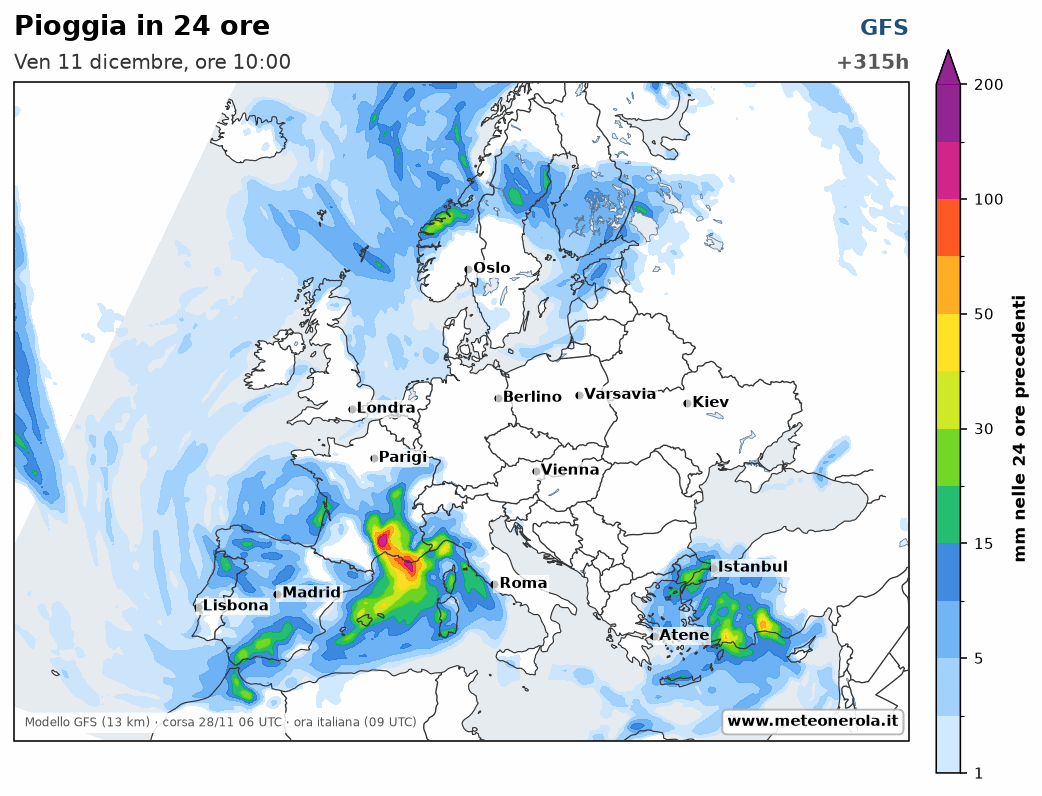 Pioggia in 24 ore
GFS
Ven 11 dicembre, ore 10:00
+315h
200
100
50
30
15
5
1
mm nelle 24 ore precedenti
Oslo
Berlino
Varsavia
Kiev
Londra
Parigi
Vienna
Istanbul
Roma
Madrid
Lisbona
Atene
Modello GFS (13 km) · corsa 28/11 06 UTC · ora italiana (09 UTC)
www.meteonerola.it